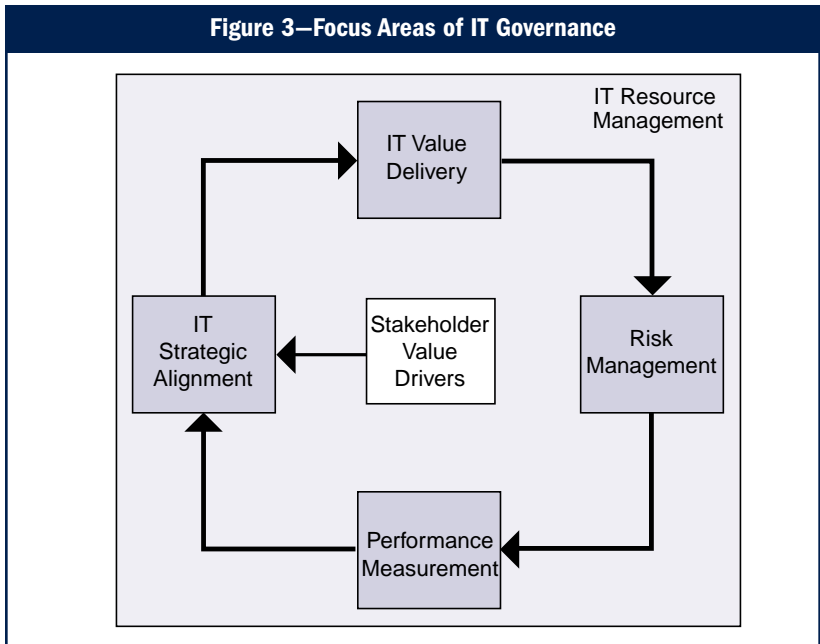 Figure 3—Focus Areas of IT Governance
IT Resource
Management
IT Value
Delivery
IT
Strategic
Alignment
Stakeholder
Value
Drivers
Risk
Management
Performance
Measurement